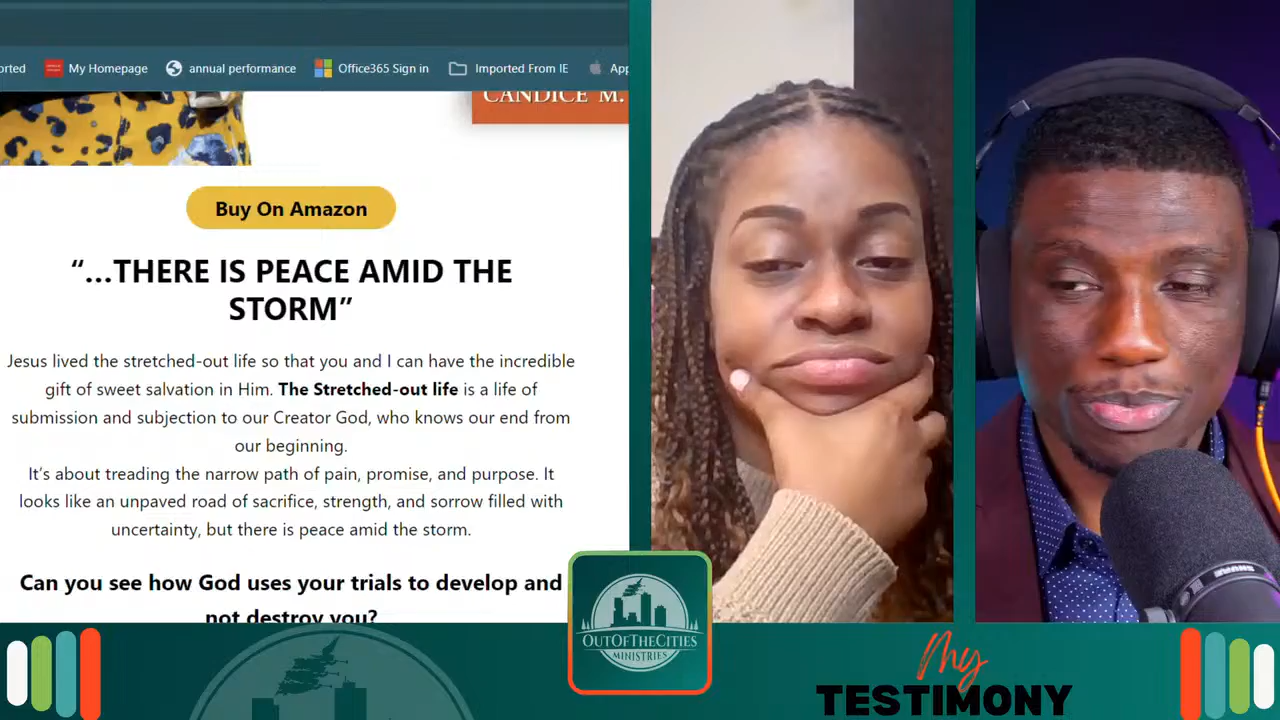 orted My Homepage annual performance Office365 Sign in Imported From IE App
CANDICE M.
Buy On Amazon
“...THERE IS PEACE AMID THE
STORM”
Jesus lived the stretched-out life so that you and I can have the incredible
gift of sweet salvation in Him. The Stretched-out life is a life of
submission and subjection to our Creator God, who knows our end from
our beginning.
It’s about treading the narrow path of pain, promise, and purpose. It
looks like an unpaved road of sacrifice, strength, and sorrow filled with
uncertainty, but there is peace amid the storm.
Can you see how God uses your trials to develop and
not destroy you?
OUTOFTHECITIES
MINISTRIES
My
TESTIMONY
SHURE